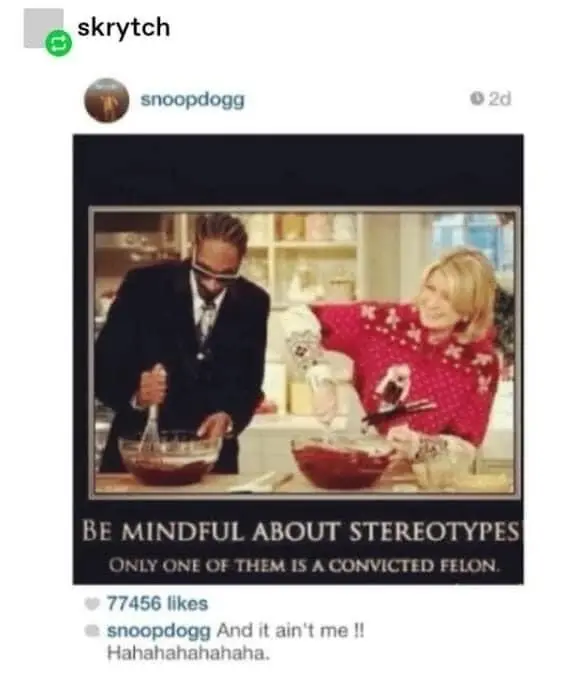 skrytch
snoopdogg
2d
BE MINDFUL ABOUT STEREOTYPES
ONLY ONE OF THEM IS A CONVICTED FELON.
77456 likes
snoopdogg And it ain't me !!
Hahahahahahaha.